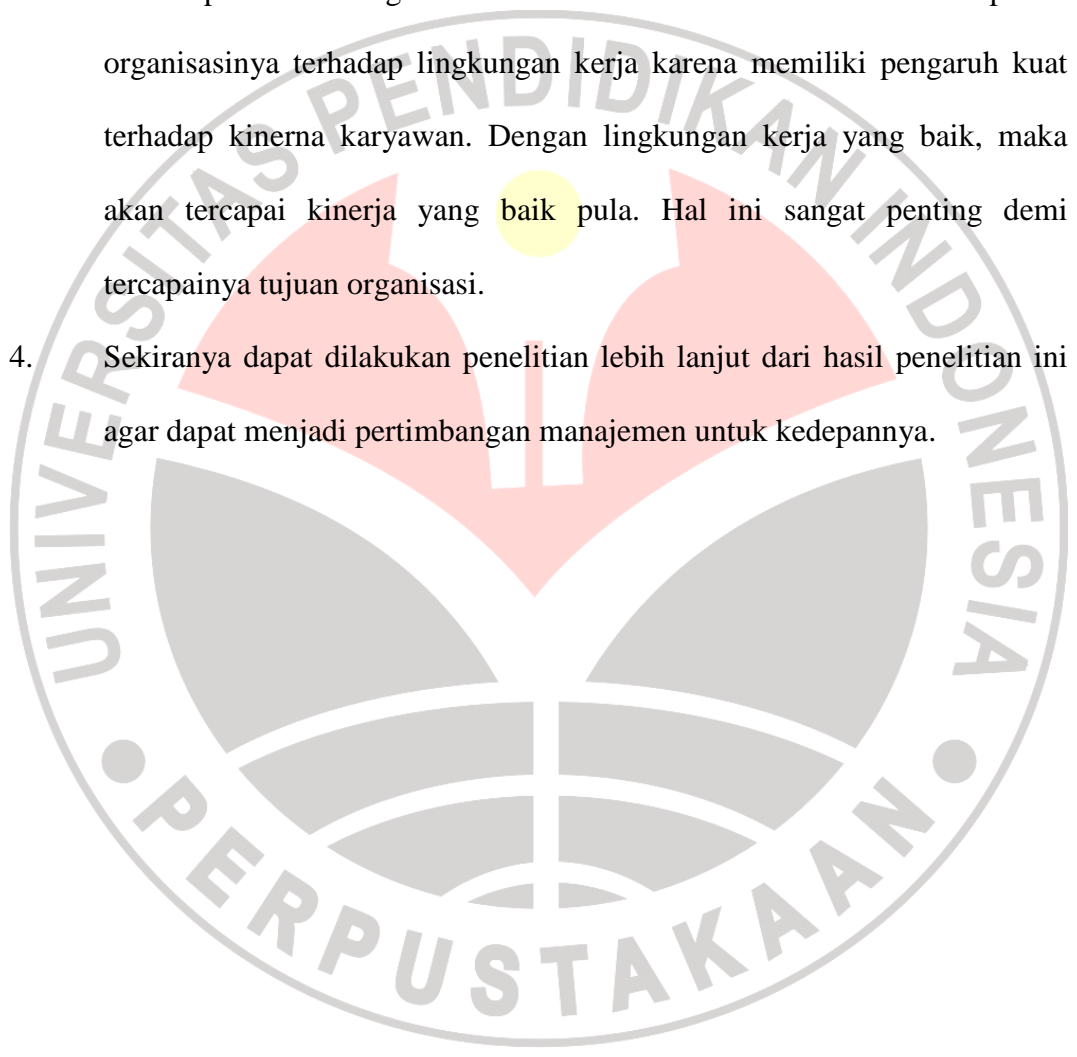 organisasinya terhadap lingkungan kerja karena memiliki pengaruh kuat
terhadap kinerna karyawan. Dengan lingkungan kerja yang baik, maka
akan tercapai kinerja yang baik pula. Hal ini sangat penting demi
tercapainya tujuan organisasi.
4. Sekiranya dapat dilakukan penelitian lebih lanjut dari hasil penelitian ini
agar dapat menjadi pertimbangan manajemen untuk kedepannya.
UNIVERSITAS PENDIDIKAN INDONESIA
PERPUSTAKAAN